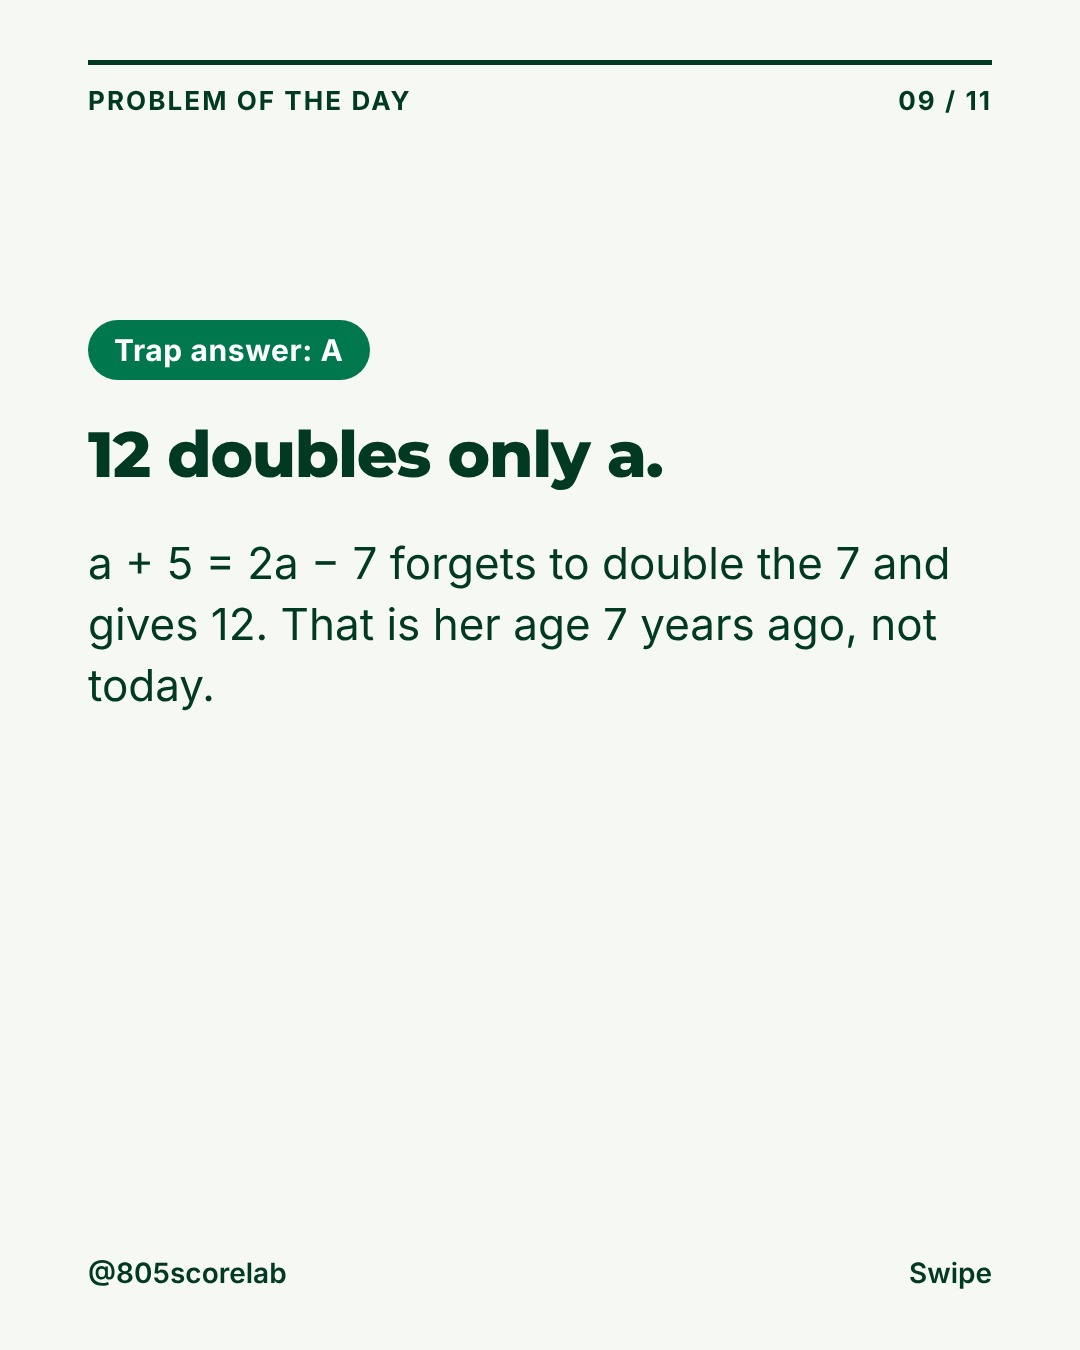 PROBLEM OF THE DAY
09 / 11
Trap answer: A
12 doubles only a.
a + 5 = 2a − 7 forgets to double the 7 and
gives 12. That is her age 7 years ago, not
today.
@805scorelab
Swipe